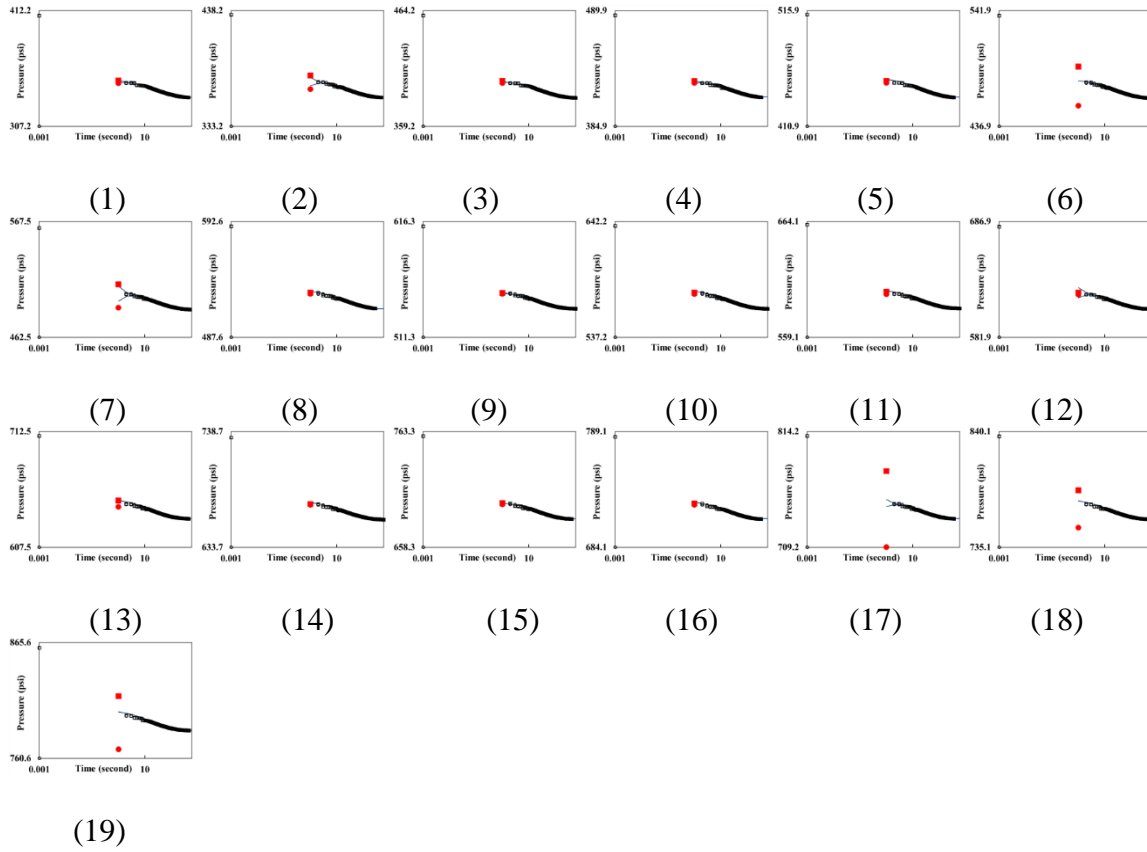 412.2 438.2 464.2 489.9 515.9 541.9
Pressure (psi) Pressure (psi) Pressure (psi) Pressure (psi) Pressure (psi) Pressure (psi)
307.2 333.2 359.2 384.9 410.9 436.9
0.001 Time (second) 10 0.001 Time (second) 10 0.001 Time (second) 10 0.001 Time (second) 10 0.001 Time (second) 10 0.001 Time (second) 10
(1) (2) (3) (4) (5) (6)
567.5 592.6 616.3 642.2 664.1 686.9
Pressure (psi) Pressure (psi) Pressure (psi) Pressure (psi) Pressure (psi) Pressure (psi)
462.5 487.6 511.3 537.2 559.1 581.9
0.001 Time (second) 10 0.001 Time (second) 10 0.001 Time (second) 10 0.001 Time (second) 10 0.001 Time (second) 10 0.001 Time (second) 10
(7) (8) (9) (10) (11) (12)
712.5 738.7 763.3 789.1 814.2 840.1
Pressure (psi) Pressure (psi) Pressure (psi) Pressure (psi) Pressure (psi) Pressure (psi)
607.5 633.7 658.3 684.1 709.2 735.1
0.001 Time (second) 10 0.001 Time (second) 10 0.001 Time (second) 10 0.001 Time (second) 10 0.001 Time (second) 10 0.001 Time (second) 10
(13) (14) (15) (16) (17) (18)
865.6
Pressure (psi)
760.6
0.001 Time (second) 10
(19)